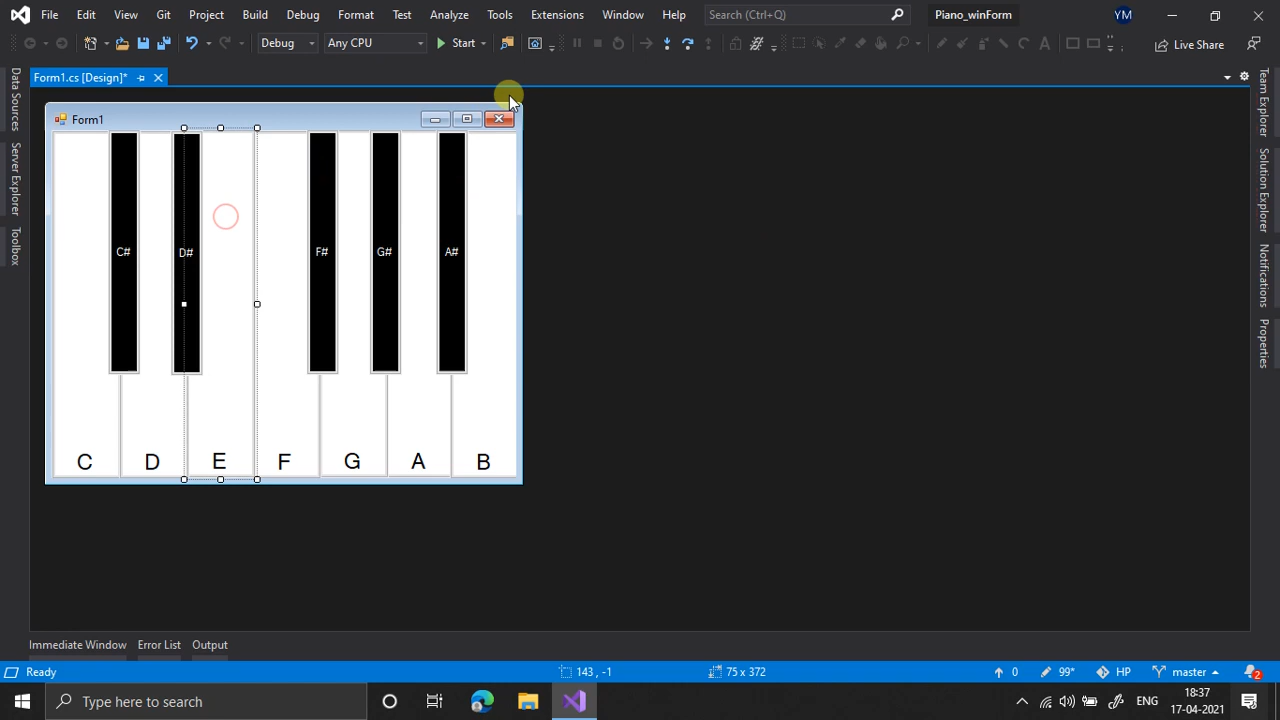 File Edit View Git Project Build Debug Format Test Analyze Tools Extensions Window Help Search (Ctrl+Q) Piano_winForm YM
Debug Any CPU Start Live Share
Form1.cs [Design]*
Data Sources
Server Explorer
Toolbox
Form1
C# D# F# G# A#
C D E F G A B
Team Explorer
Solution Explorer
Notifications
Properties
Immediate Window Error List Output
Ready 143 , -1 75 x 372 0 99* HP master 2
Type here to search ENG 18:37
17-04-2021